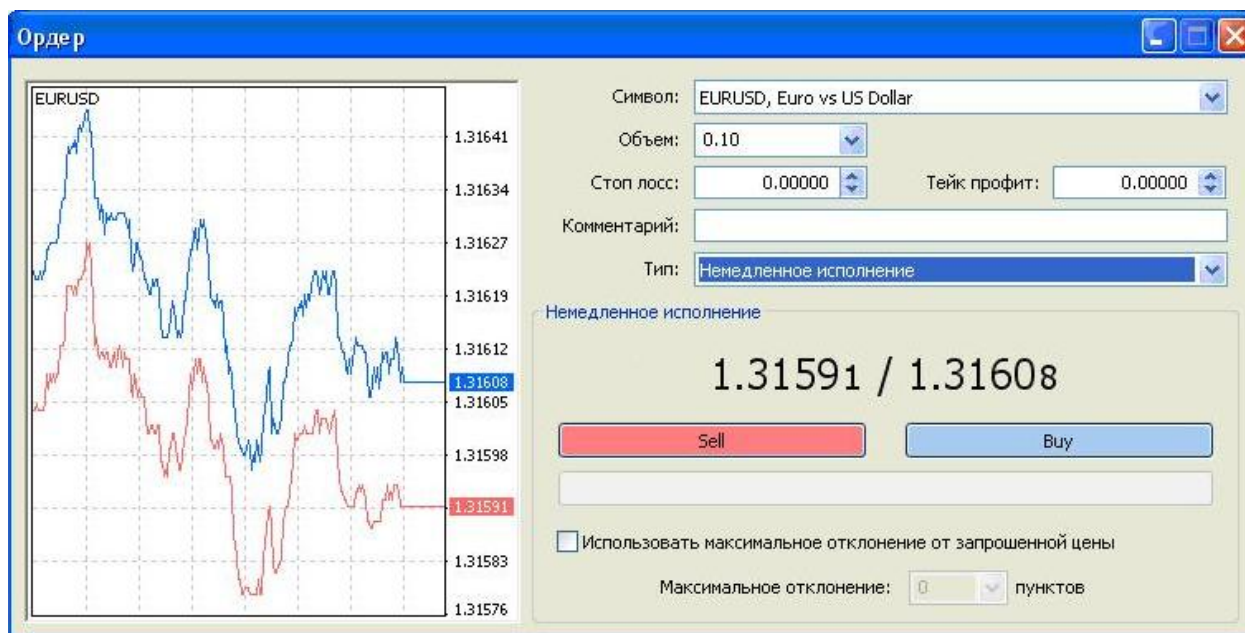 Ордер
EURUSD
1.31641
1.31634
1.31627
1.31619
1.31612
1.31608
1.31605
1.31598
1.31591
1.31583
1.31576
Символ: EURUSD, Euro vs US Dollar
Объем: 0.10
Стоп лосс: 0.00000 Тейк профит: 0.00000
Комментарий:
Тип: Немедленное исполнение
Немедленное исполнение
1.31591 / 1.31608
Sell Buy
Использовать максимальное отклонение от запрошенной цены
Максимальное отклонение: 0 пунктов